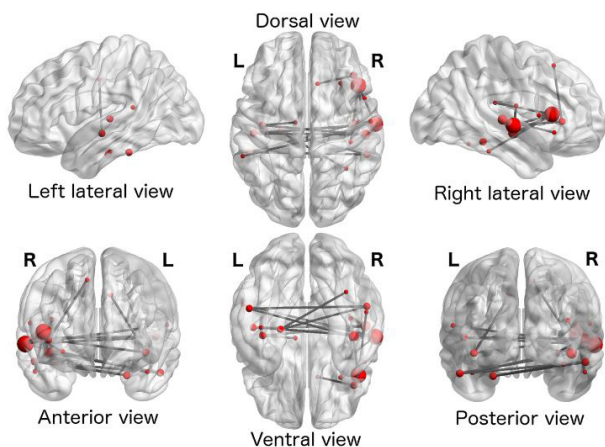 Dorsal view
L R
Left lateral view
Right lateral view
R L
L R
L R
Anterior view
Ventral view
Posterior view